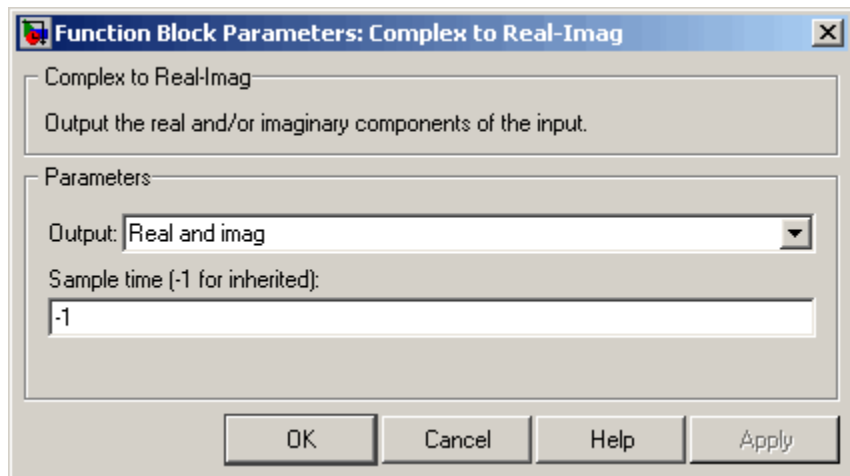 Function Block Parameters: Complex to Real-Imag
Complex to Real-Imag
Output the real and/or imaginary components of the input.
Parameters
Output: Real and imag
Sample time (-1 for inherited):
-1
OK Cancel Help Apply